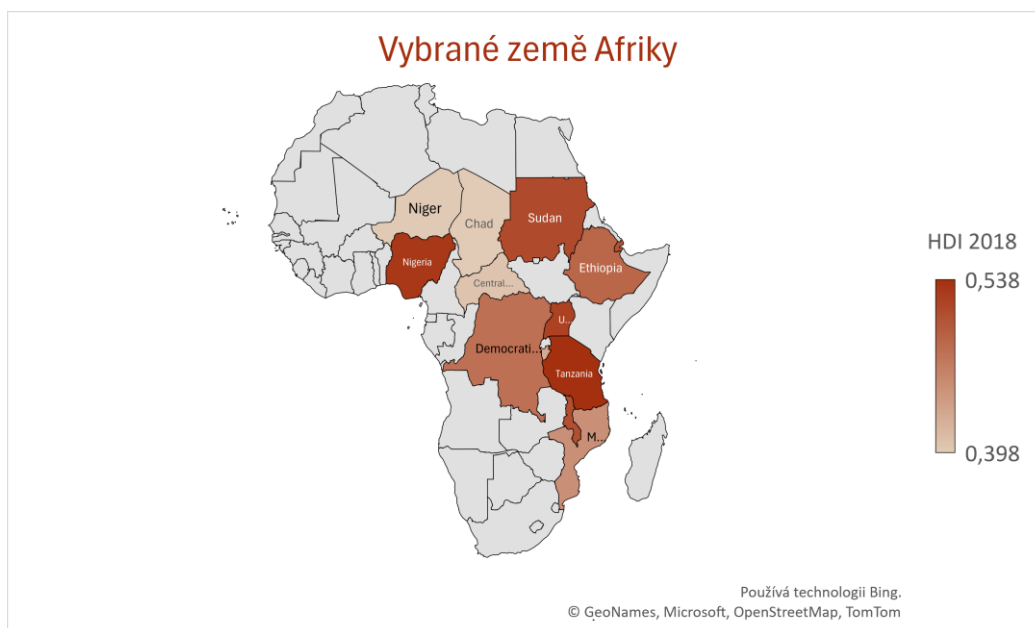 Vybrané země Afriky
Niger
Chad
Sudan
Nigeria
Ethiopia
Central...
U...
Democrati...
Tanzania
M...
HDI 2018
0,538
0,398
Používá technologii Bing.
© GeoNames, Microsoft, OpenStreetMap, TomTom